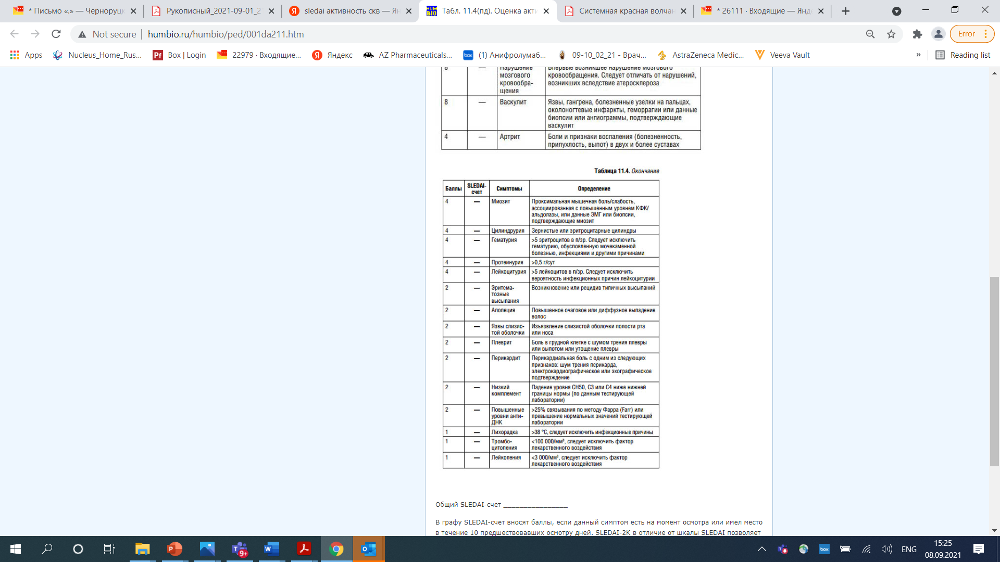 * Письмо «.» — Черноруцк
Рукописный_2021-09-01_2
sledai активность скв — Ян
Табл. 11.4(пд). Оценка акти
Системная красная волчан
* 26111 · Входящие — Янде
Not secure
humbio.ru/humbio/ped/001da211.htm
Error
Apps
Nucleus_Home_Rus...
Box | Login
22979 · Входящие...
Яндекс
AZ Pharmaceuticals...
(1) Анифролумаб...
09-10_02_21 - Врач...
AstraZeneca Medic...
Veeva Vault
»
Reading list
8 — Нарушение Впервые возникшее нарушение мозгового
мозгового кровообращения. Следует отличать от нарушений,
кровообра- возникших вследствие атеросклероза
щения
8 — Васкулит Язвы, гангрена, болезненные узелки на пальцах,
околоногтевые инфаркты, геморрагии или данные
биопсии или ангиограммы, подтверждающие
васкулит
4 — Артрит Боли и признаки воспаления (болезненность,
припухлость, выпот) в двух и более суставах
Таблица 11.4. Окончание
Баллы SLEDAI- Симптомы Определение
счет
4 — Миозит Проксимальная мышечная боль/слабость,
ассоциированная с повышенным уровнем КФК/
альдолазы, или данные ЭМГ или биопсии,
подтверждающие миозит
4 — Цилиндрурия Зернистые или эритроцитарные цилиндры
4 — Гематурия >5 эритроцитов в п/зр. Следует исключить
гематурию, обусловленную мочекаменной
болезнью, инфекциями и другими причинами
4 — Протеинурия >0,5 г/сут
4 — Лейкоцитурия >5 лейкоцитов в п/зр. Следует исключить
вероятность инфекционных причин лейкоцитурии
2 — Эритема- Возникновение или рецидив типичных высыпаний
тозные
высыпания
2 — Алопеция Повышенное очаговое или диффузное выпадение
волос
2 — Язвы слизис- Изъязвление слизистой оболочки полости рта
той оболочки или носа
2 — Плеврит Боль в грудной клетке с шумом трения плевры
или выпотом или утощение плевры
2 — Перикардит Перикардиальная боль с одним из следующих
признаков: шум трения перикарда,
электрокардиографическое или эхографическое
подтверждение
2 — Низкий Падение уровня CH50, C3 или C4 ниже нижней
комплемент границы нормы (по данным тестирующей
лаборатории)
2 — Повышенные >25% связывания по методу Фарра (Farr) или
уровни анти- превышение нормальных значений тестирующей
ДНК лаборатории
1 — Лихорадка >38 °C, следует исключить инфекционные причины
1 — Тромбо- <100 000/мм³, следует исключить фактор
цитопения лекарственного воздействия
1 — Лейкопения <3 000/мм³, следует исключить фактор
лекарственного воздействия
Общий SLEDAI-счет ________________
В графу SLEDAI-счет вносят баллы, если данный симптом есть на момент осмотра или имел место
в течение 10 предшествовавших осмотру дней. SLEDAI-2K в отличие от шкалы SLEDAI позволяет
9+
ENG
15:25
08.09.2021